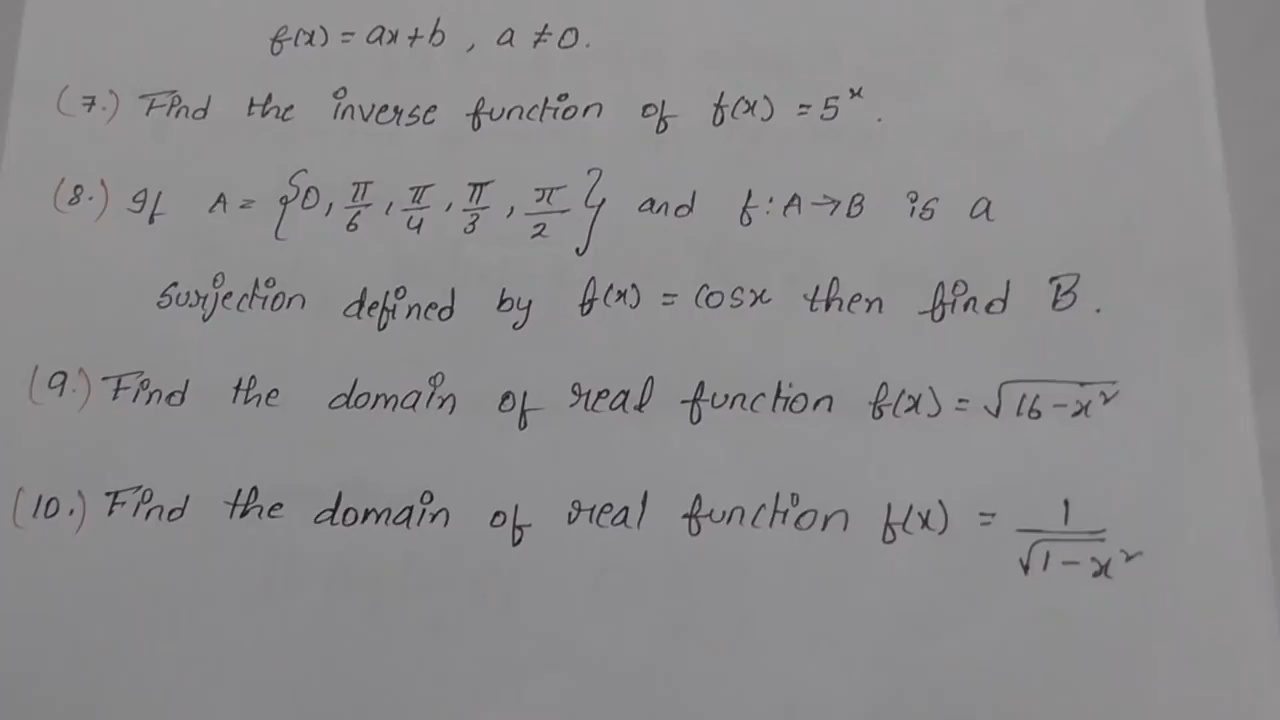 f(x) = ax+b , a ≠ 0.
(7.) Find the inverse function of f(x) = 5ˣ.
(8.) If A = {0, π/6, π/4, π/3, π/2} and f : A → B is a
surjection defined by f(x) = cosx then find B.
(9.) Find the domain of real function f(x) = √(16-x²)
(10.) Find the domain of real function f(x) = 1/√(1-x²)